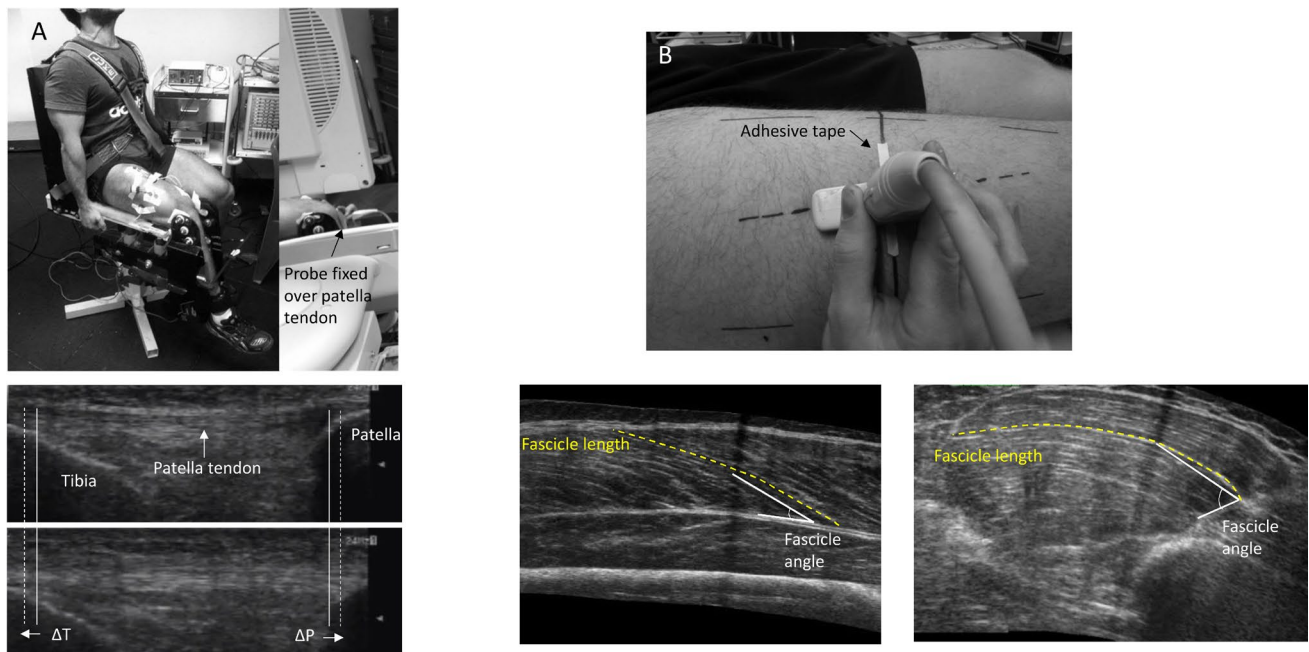 A
Probe fixed
over patella
tendon
B
Adhesive tape
Patella
Patella tendon
Tibia
ΔT
ΔP
Fascicle length
Fascicle
angle
Fascicle length
Fascicle
angle